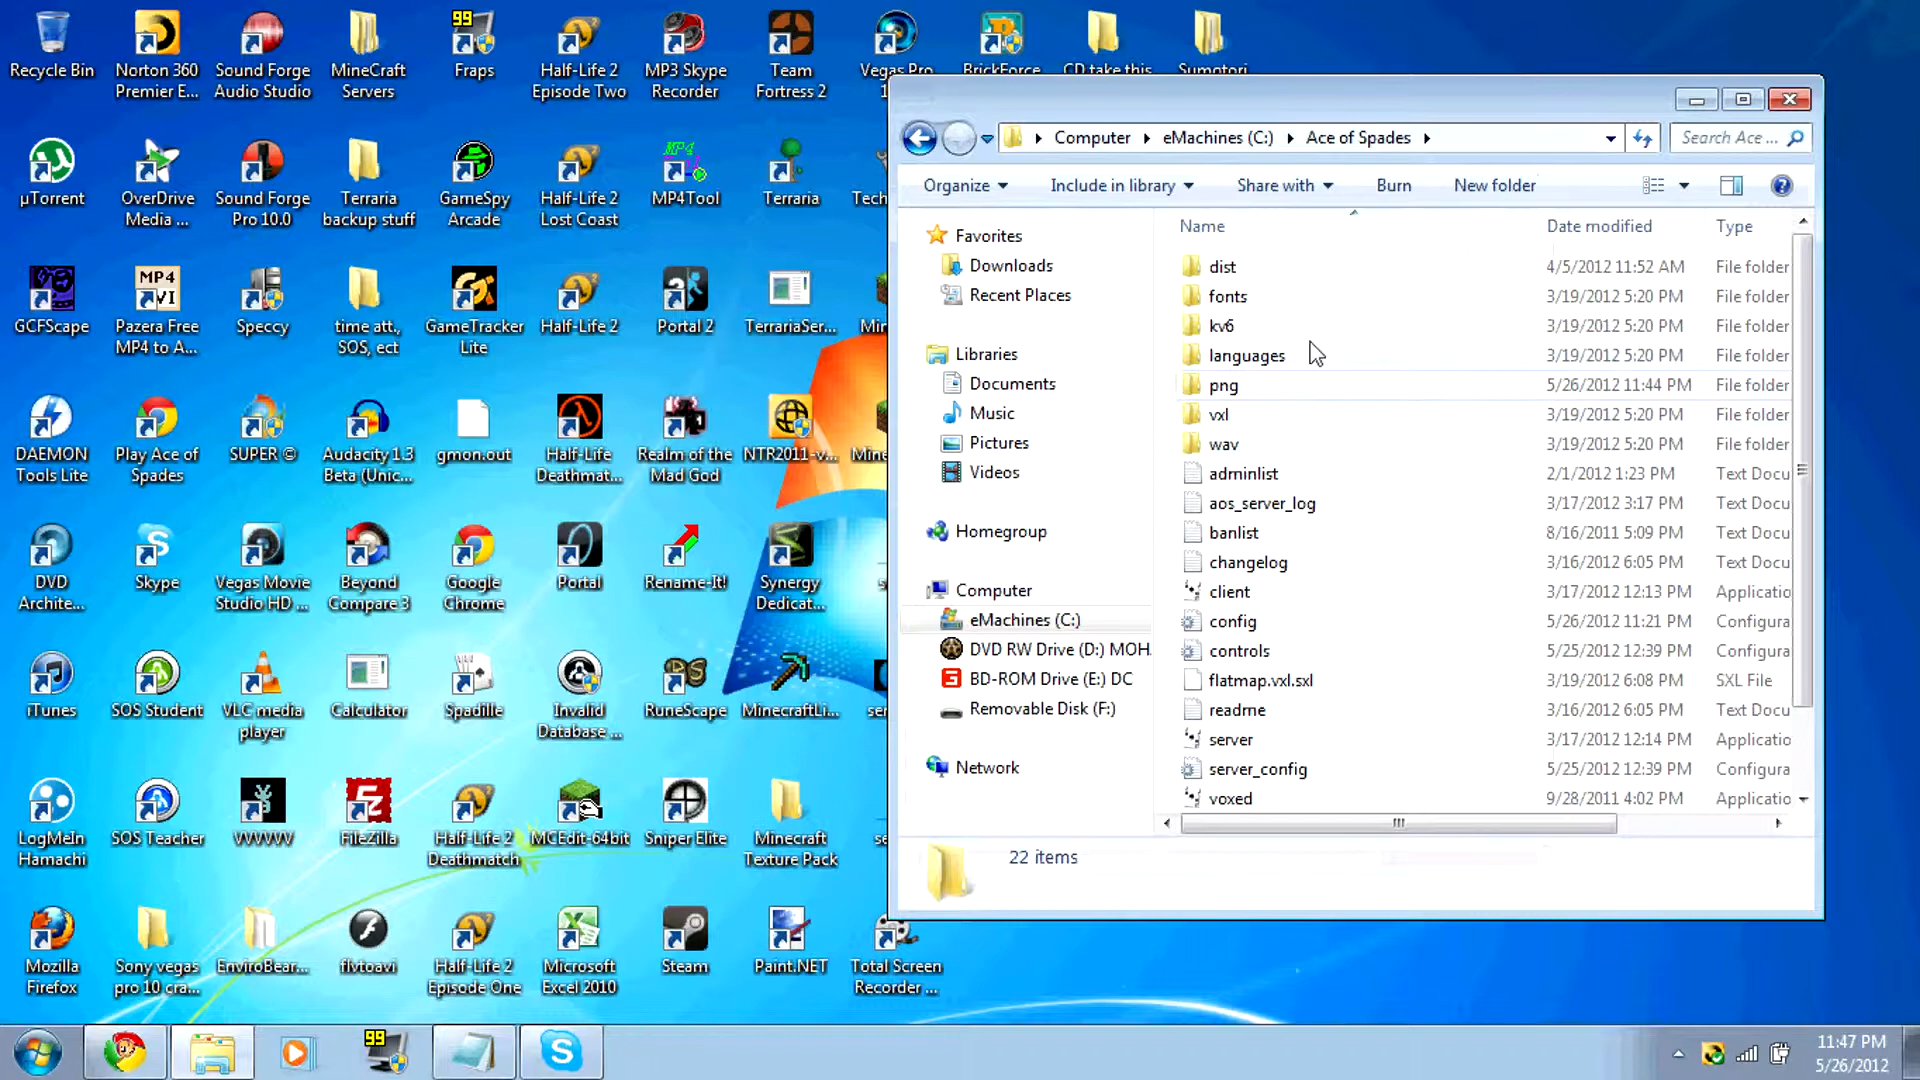 Recycle Bin
Norton 360
Premier E...
Sound Forge
Audio Studio
MineCraft
Servers
99
Fraps
Half-Life 2
Episode Two
MP3 Skype
Recorder
Team
Fortress 2
Vegas Pro
1
BrickForce
CD take this
Sumotori
µTorrent
OverDrive
Media ...
Sound Forge
Pro 10.0
Terraria
backup stuff
GameSpy
Arcade
Half-Life 2
Lost Coast
MP4
MP4Tool
Terraria
Tech
GCFScape
MP4
VI
Pazera Free
MP4 to A...
Speccy
time att.,
SOS, ect
GameTracker
Lite
Half-Life 2
Portal 2
TerrariaSer...
DAEMON
Tools Lite
Play Ace of
Spades
SUPER ©
Audacity 1.3
Beta (Unic...
gmon.out
Half-Life
Deathmat...
Realm of the
Mad God
NTR2011-v...
DVD
Archite...
Skype
Vegas Movie
Studio HD ...
Beyond
Compare 3
Google
Chrome
Portal
Rename-It!
Synergy
Dedicat...
iTunes
SOS Student
VLC media
player
Calculator
Spadille
Invalid
Database ...
RuneScape
MinecraftLi...
LogMeIn
Hamachi
SOS Teacher
VVVVVV
FileZilla
Half-Life 2
Deathmatch
MCEdit-64bit
Sniper Elite
Minecraft
Texture Pack
Mozilla
Firefox
Sony vegas
pro 10 cra...
EnviroBear...
flvtoavi
Half-Life 2
Episode One
Microsoft
Excel 2010
Steam
Paint.NET
Total Screen
Recorder ...
Computer
eMachines (C:)
Ace of Spades
Search Ace ...
Organize
Include in library
Share with
Burn
New folder
Favorites
Downloads
Recent Places
Libraries
Documents
Music
Pictures
Videos
Homegroup
Computer
eMachines (C:)
DVD RW Drive (D:) MOH.
BD-ROM Drive (E:) DC
Removable Disk (F:)
Network
Name Date modified Type
dist 4/5/2012 11:52 AM File folder
fonts 3/19/2012 5:20 PM File folder
kv6 3/19/2012 5:20 PM File folder
languages 3/19/2012 5:20 PM File folder
png 5/26/2012 11:44 PM File folder
vxl 3/19/2012 5:20 PM File folder
wav 3/19/2012 5:20 PM File folder
adminlist 2/1/2012 1:23 PM Text Docu
aos_server_log 3/17/2012 3:17 PM Text Docu
banlist 8/16/2011 5:09 PM Text Docu
changelog 3/16/2012 6:05 PM Text Docu
client 3/17/2012 12:13 PM Applicatio
config 5/26/2012 11:21 PM Configura
controls 5/25/2012 12:39 PM Configura
flatmap.vxl.sxl 3/19/2012 6:08 PM SXL File
readme 3/16/2012 6:05 PM Text Docu
server 3/17/2012 12:14 PM Applicatio
server_config 5/25/2012 12:39 PM Configura
voxed 9/28/2011 4:02 PM Applicatio
22 items
99
11:47 PM
5/26/2012